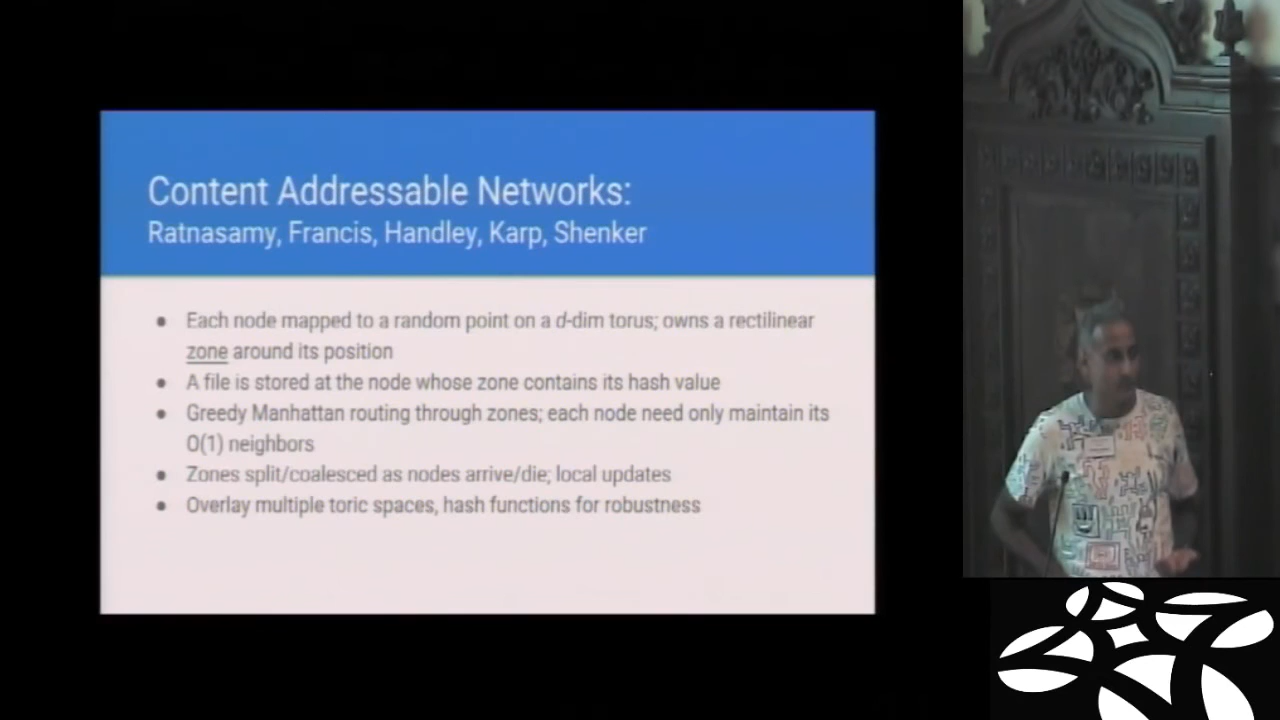 Content Addressable Networks:
Ratnasamy, Francis, Handley, Karp, Shenker
● Each node mapped to a random point on a d-dim torus; owns a rectilinear
zone around its position
● A file is stored at the node whose zone contains its hash value
● Greedy Manhattan routing through zones; each node need only maintain its
O(1) neighbors
● Zones split/coalesced as nodes arrive/die; local updates
● Overlay multiple toric spaces, hash functions for robustness